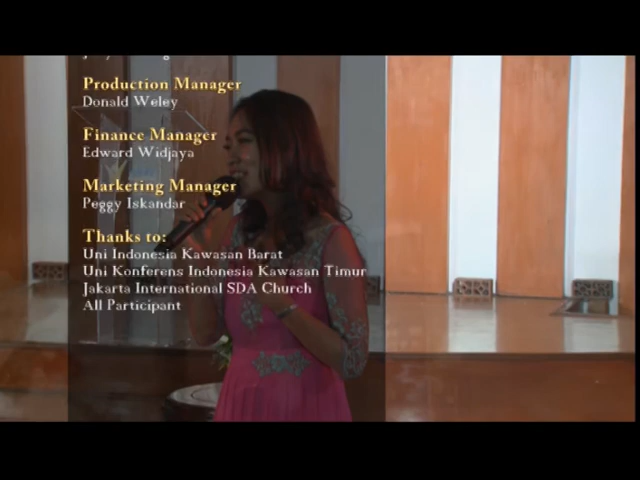 Production Manager
Donald Weley
Finance Manager
Edward Widjaya
Marketing Manager
Peggy Iskandar
Thanks to:
Uni Indonesia Kawasan Barat
Uni Konferens Indonesia Kawasan Timur
Jakarta International SDA Church
All Participant